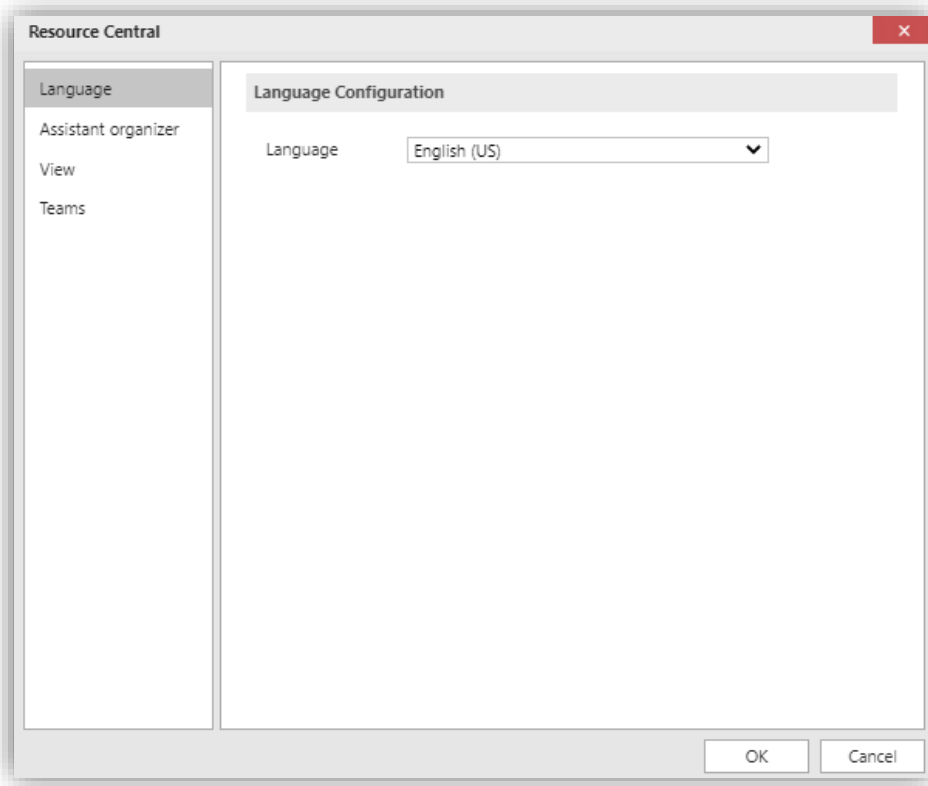 Resource Central
Language
Assistant organizer
View
Teams
Language Configuration
Language English (US)
OK Cancel